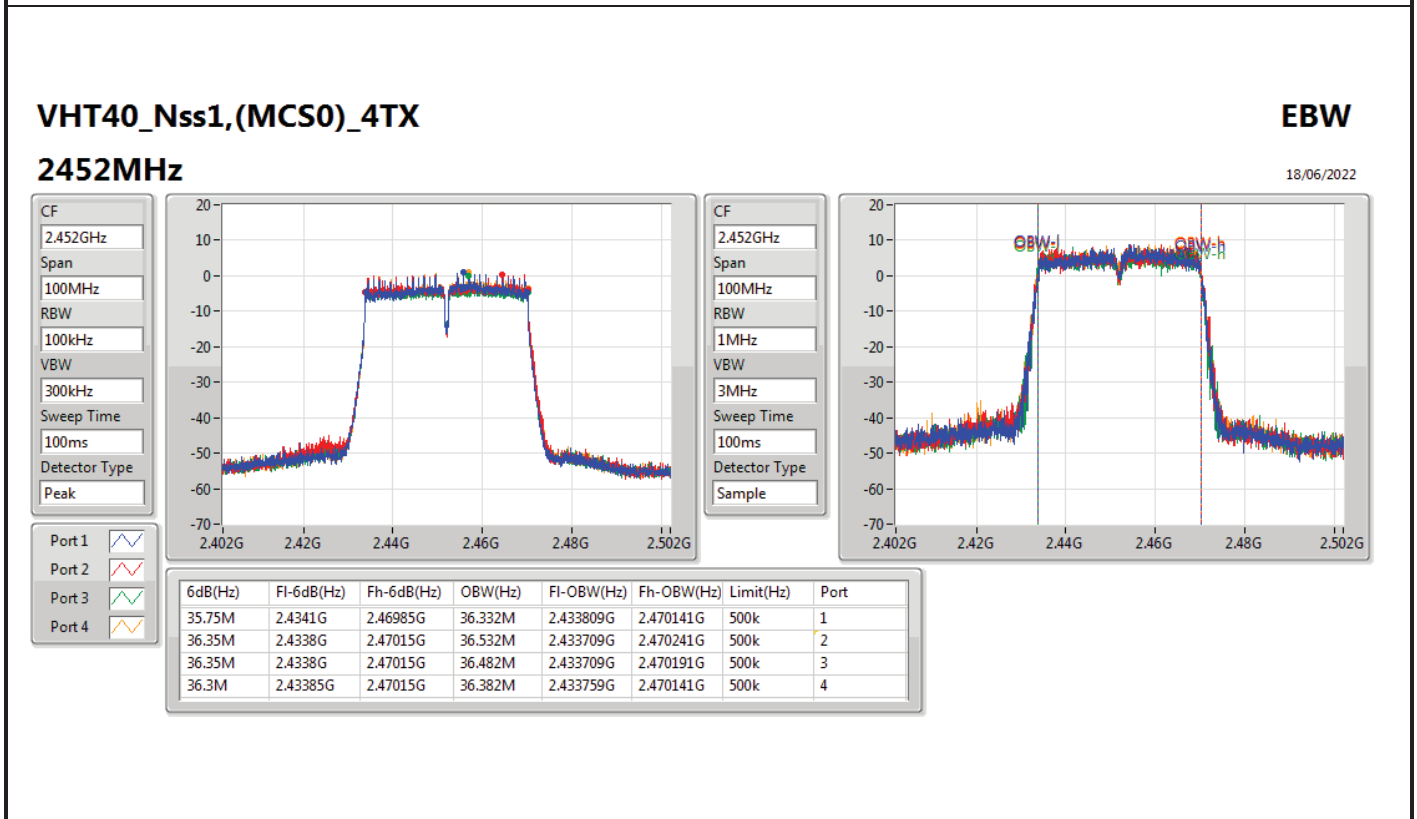 VHT40_Nss1,(MCS0)_4TX
EBW
2452MHz
18/06/2022
CF
2.452GHz
Span
100MHz
RBW
100kHz
VBW
300kHz
Sweep Time
100ms
Detector Type
Peak
20
10
0
-10
-20
-30
-40
-50
-60
-70
2.402G 2.42G 2.44G 2.46G 2.48G 2.502G
CF
2.452GHz
Span
100MHz
RBW
1MHz
VBW
3MHz
Sweep Time
100ms
Detector Type
Sample
20
10
0
-10
-20
-30
-40
-50
-60
-70
OBW-l
OBW-h
2.402G 2.42G 2.44G 2.46G 2.48G 2.502G
Port 1
Port 2
Port 3
Port 4
6dB(Hz) Fl-6dB(Hz) Fh-6dB(Hz) OBW(Hz) Fl-OBW(Hz) Fh-OBW(Hz) Limit(Hz) Port
35.75M 2.4341G 2.46985G 36.332M 2.433809G 2.470141G 500k 1
36.35M 2.4338G 2.47015G 36.532M 2.433709G 2.470241G 500k 2
36.35M 2.4338G 2.47015G 36.482M 2.433709G 2.470191G 500k 3
36.3M 2.43385G 2.47015G 36.382M 2.433759G 2.470141G 500k 4